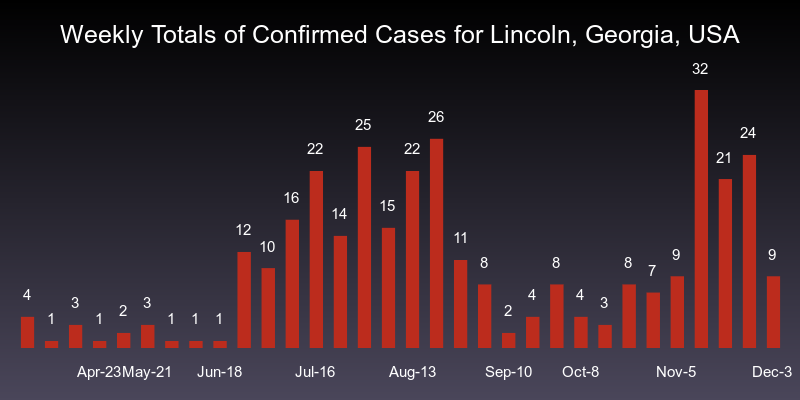 Weekly Totals of Confirmed Cases for Lincoln, Georgia, USA
4 1 3 1 2 3 1 1 1 12 10 16 22 14 25 15 22 26 11 8 2 4 8 4 3 8 7 9 32 21 24 9
Apr-23 May-21 Jun-18 Jul-16 Aug-13 Sep-10 Oct-8 Nov-5 Dec-3